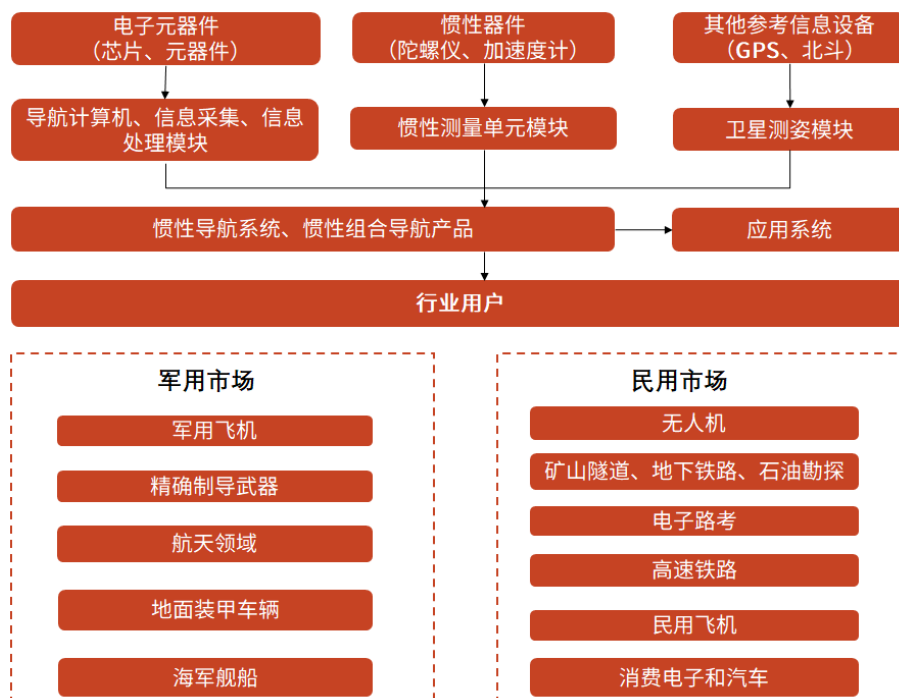 电子元器件
（芯片、元器件）
惯性器件
（陀螺仪、加速度计）
其他参考信息设备
（GPS、北斗）
导航计算机、信息采集、信息
处理模块
惯性测量单元模块
卫星测姿模块
惯性导航系统、惯性组合导航产品
应用系统
行业用户
军用市场
军用飞机
精确制导武器
航天领域
地面装甲车辆
海军舰船
民用市场
无人机
矿山隧道、地下铁路、石油勘探
电子路考
高速铁路
民用飞机
消费电子和汽车